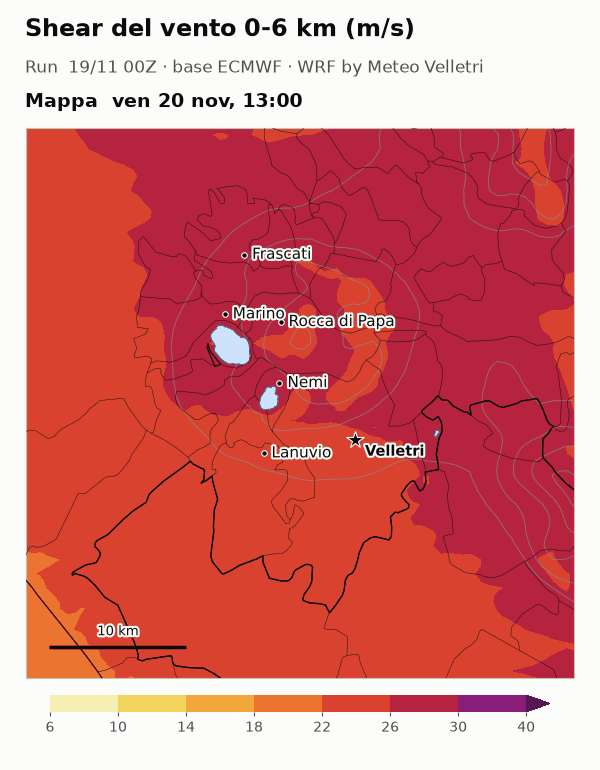 Shear del vento 0-6 km (m/s)
Run 19/11 00Z · base ECMWF · WRF by Meteo Velletri
Mappa ven 20 nov, 13:00
Frascati
Marino
Rocca di Papa
Nemi
Velletri
Lanuvio
10 km
6 10 14 18 22 26 30 40